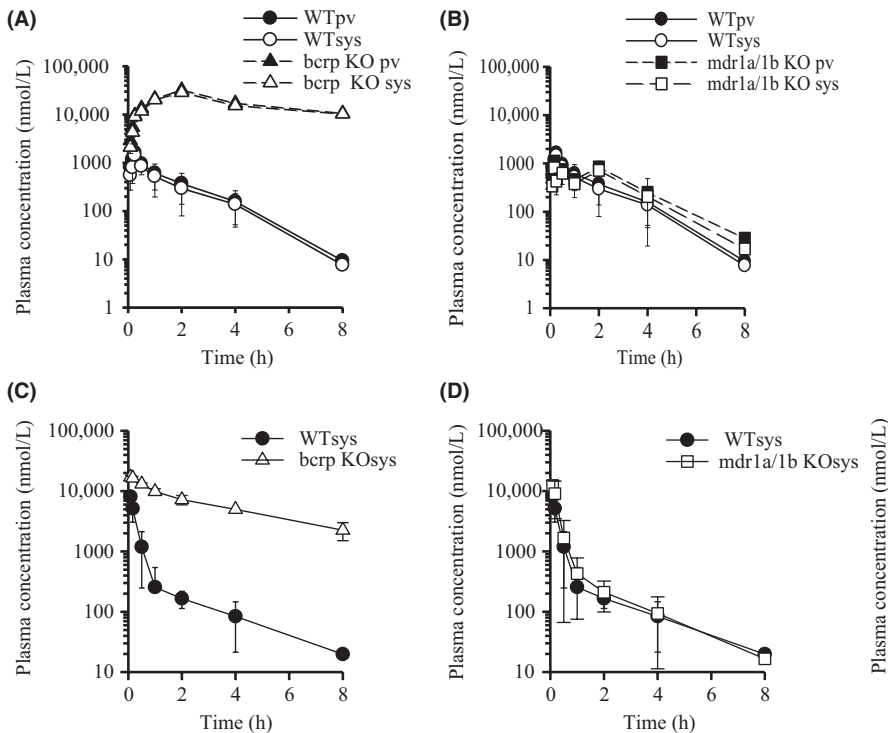 (A)
WTpv
WTsys
bcrp KO pv
bcrp KO sys
Plasma concentration (nmol/L)
100,000
10,000
1000
100
10
1
0 2 4 6 8
Time (h)
(B)
WTpv
WTsys
mdr1a/1b KO pv
mdr1a/1b KO sys
Plasma concentration (nmol/L)
100,000
10,000
1000
100
10
1
0 2 4 6 8
Time (h)
(C)
WTsys
bcrp KOsys
Plasma concentration (nmol/L)
100,000
10,000
1000
100
10
0 2 4 6 8
Time (h)
(D)
WTsys
mdr1a/1b KOsys
Plasma concentration (nmol/L)
100,000
10,000
1000
100
10
0 2 4 6 8
Time (h)
Plasma concentration (nmol/L)